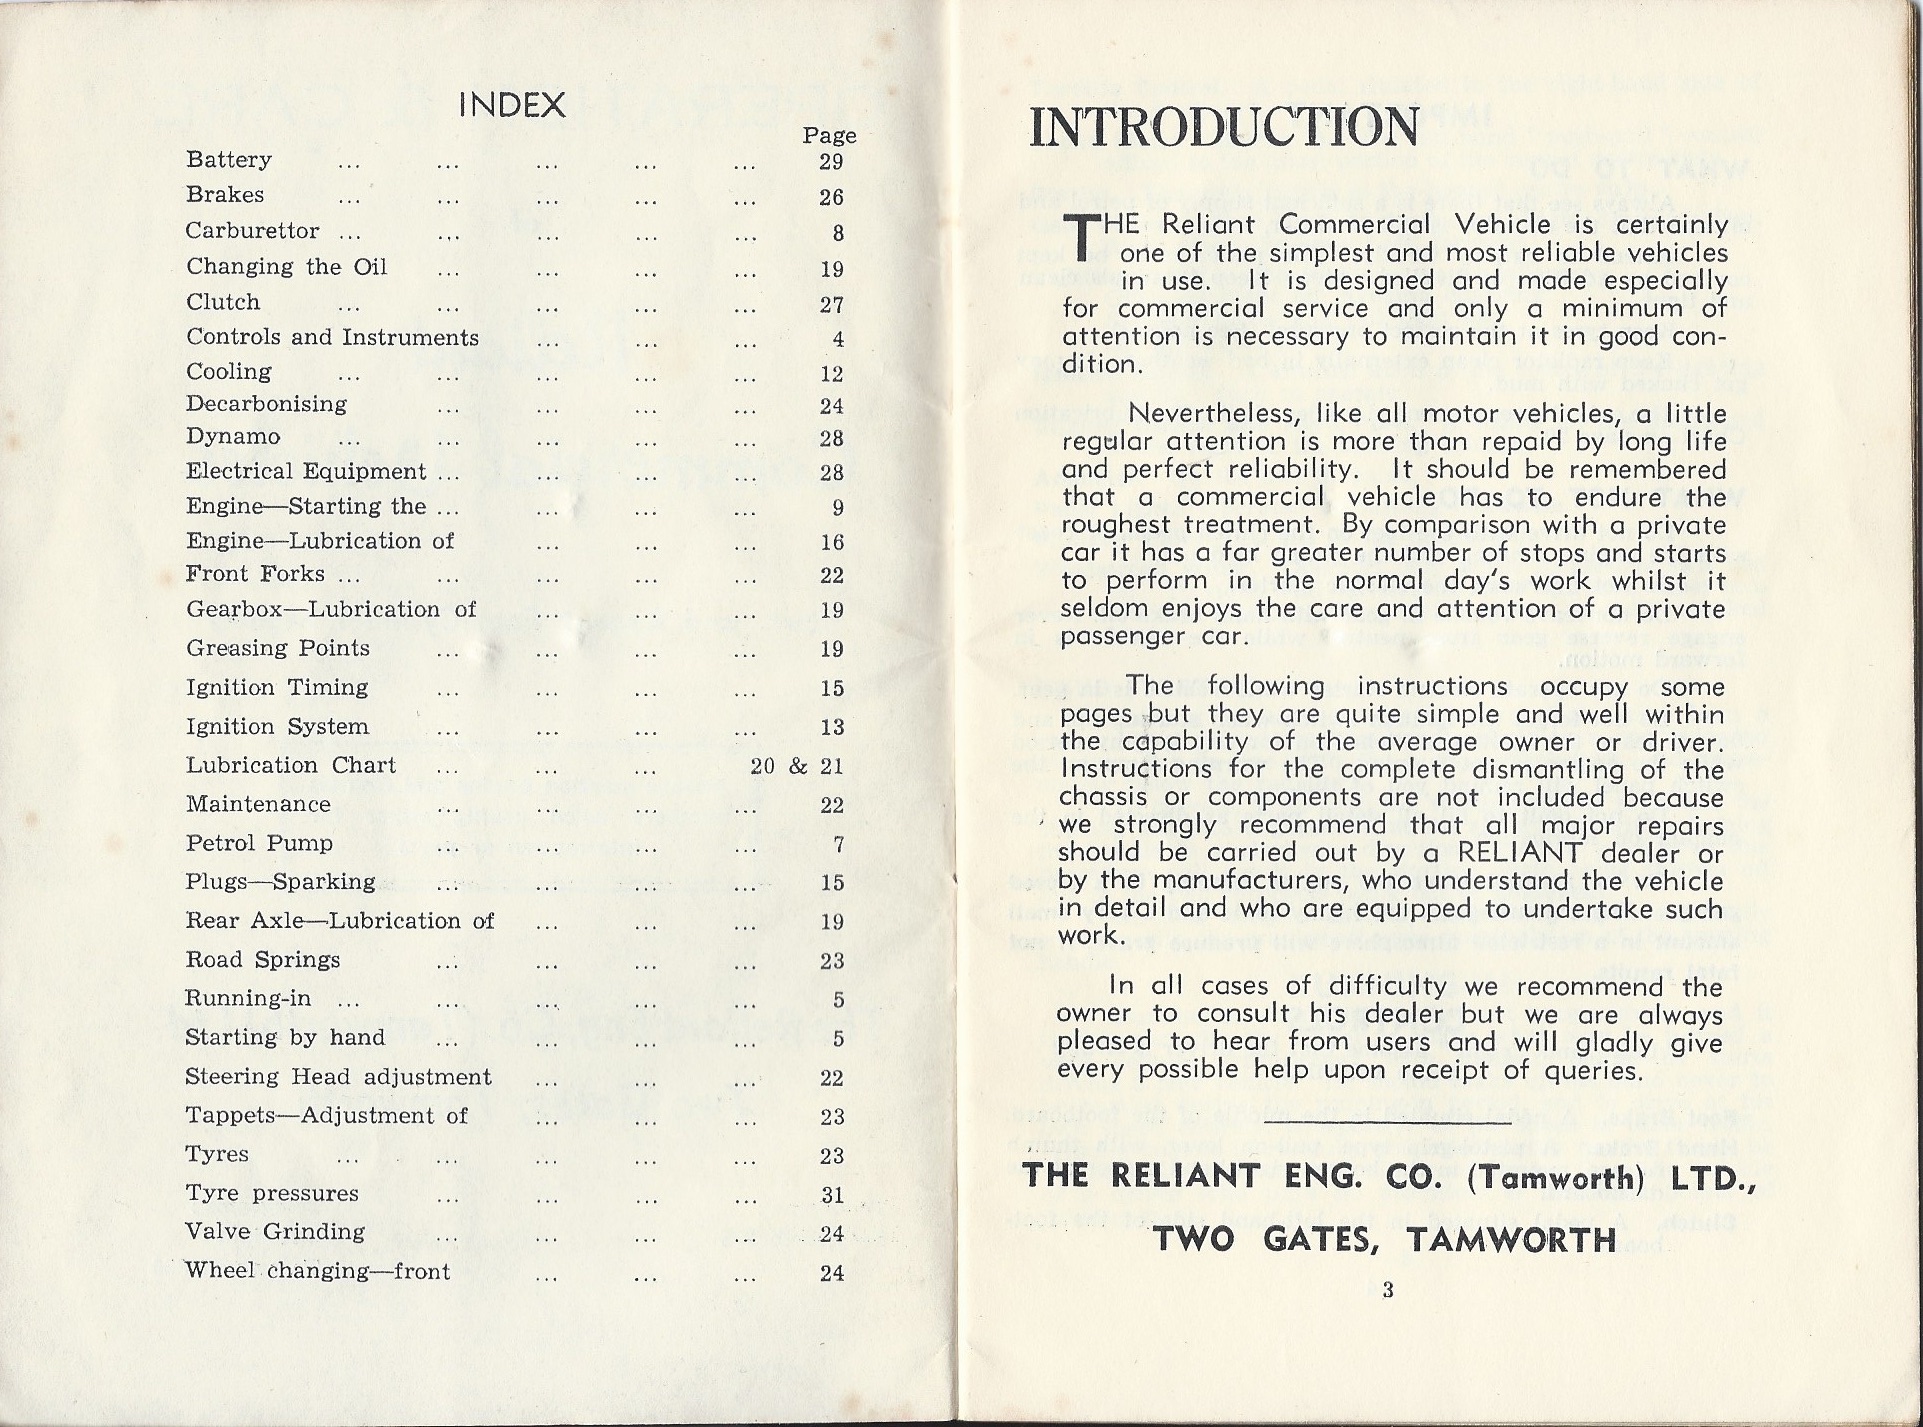 INDEX
Page
Battery ... ... ... ... ... 29
Brakes ... ... ... ... ... 26
Carburettor ... ... ... ... ... 8
Changing the Oil ... ... ... ... 19
Clutch ... ... ... ... ... 27
Controls and Instruments ... ... ... 4
Cooling ... ... ... ... ... 12
Decarbonising ... ... ... ... 24
Dynamo ... ... ... ... ... 28
Electrical Equipment ... ... ... ... 28
Engine—Starting the ... ... ... ... 9
Engine—Lubrication of ... ... ... 16
Front Forks ... ... ... ... ... 22
Gearbox—Lubrication of ... ... ... 19
Greasing Points ... ... ... ... 19
Ignition Timing ... ... ... ... 15
Ignition System ... ... ... ... 13
Lubrication Chart ... ... ... 20 & 21
Maintenance ... ... ... ... 22
Petrol Pump ... ... ... ... 7
Plugs—Sparking ... ... ... ... 15
Rear Axle—Lubrication of ... ... ... 19
Road Springs ... ... ... ... 23
Running-in ... ... ... ... ... 5
Starting by hand ... ... ... ... 5
Steering Head adjustment ... ... ... 22
Tappets—Adjustment of ... ... ... 23
Tyres ... ... ... ... ... 23
Tyre pressures ... ... ... ... 31
Valve Grinding ... ... ... ... 24
Wheel changing—front ... ... ... 24
INTRODUCTION
THE Reliant Commercial Vehicle is certainly
one of the simplest and most reliable vehicles
in use. It is designed and made especially
for commercial service and only a minimum of
attention is necessary to maintain it in good con-
dition.
Nevertheless, like all motor vehicles, a little
regular attention is more than repaid by long life
and perfect reliability. It should be remembered
that a commercial vehicle has to endure the
roughest treatment. By comparison with a private
car it has a far greater number of stops and starts
to perform in the normal day's work whilst it
seldom enjoys the care and attention of a private
passenger car.
The following instructions occupy some
pages but they are quite simple and well within
the capability of the average owner or driver.
Instructions for the complete dismantling of the
chassis or components are not included because
we strongly recommend that all major repairs
should be carried out by a RELIANT dealer or
by the manufacturers, who understand the vehicle
in detail and who are equipped to undertake such
work.
In all cases of difficulty we recommend the
owner to consult his dealer but we are always
pleased to hear from users and will gladly give
every possible help upon receipt of queries.
THE RELIANT ENG. CO. (Tamworth) LTD.,
TWO GATES, TAMWORTH
3